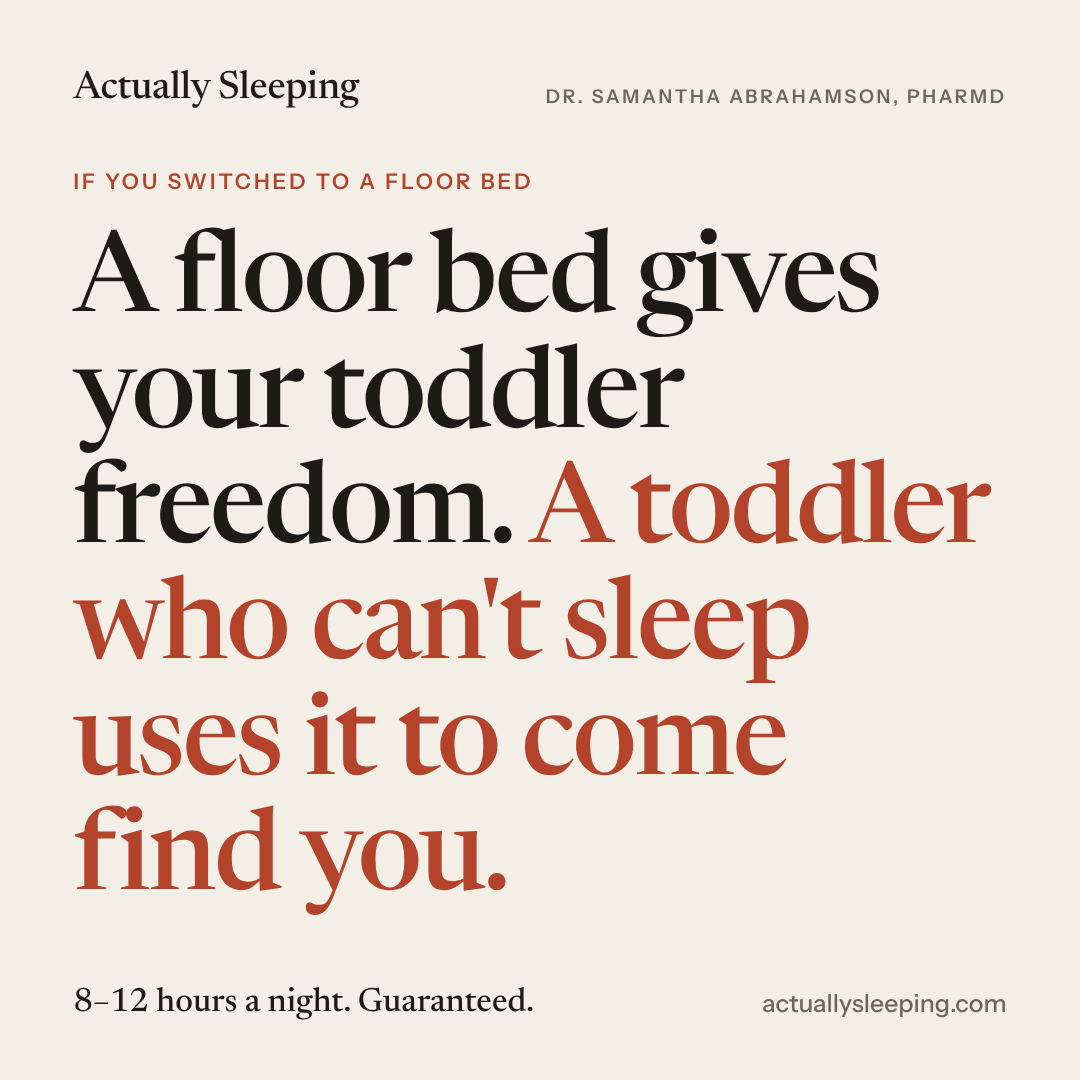 Actually Sleeping
DR. SAMANTHA ABRAHAMSON, PHARMD
IF YOU SWITCHED TO A FLOOR BED
A floor bed gives
your toddler
freedom. A toddler
who can't sleep
uses it to come
find you.
8–12 hours a night. Guaranteed.
actuallysleeping.com